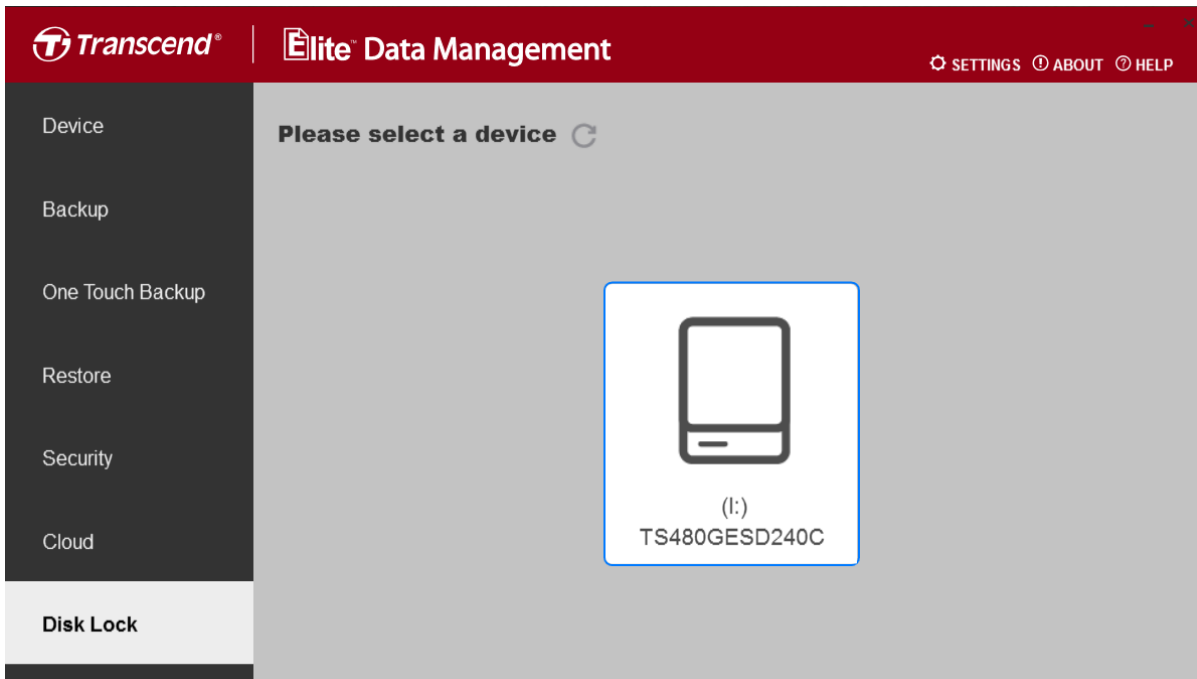 Transcend® Elite™ Data Management
SETTINGS ABOUT HELP
Device
Backup
One Touch Backup
Restore
Security
Cloud
Disk Lock
Please select a device
(I:)
TS480GESD240C